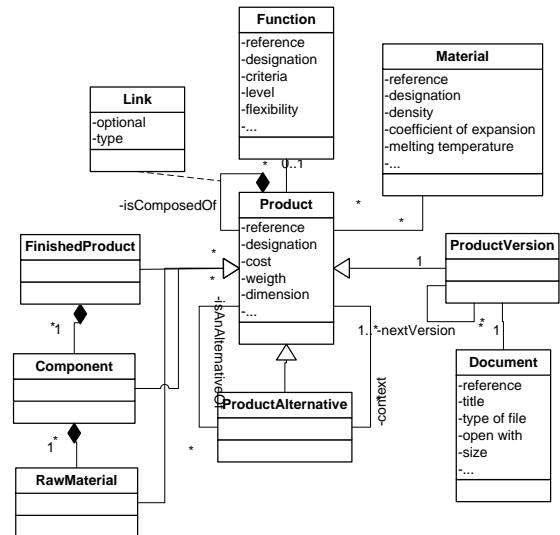 Function
-reference
-designation
-criteria
-level
-flexibility
-...
Material
-reference
-designation
-density
-coefficient of expansion
-melting temperature
-...
Link
-optional
-type
*
0..1
-isComposedOf
*
*
Product
-reference
-designation
-cost
-weigth
-dimension
-...
FinishedProduct
*
*
ProductVersion
1
*
1
-isAnAlternativeOf
1..*
-nextVersion
*
*
1
Component
Document
-reference
-title
-type of file
-open with
-size
-...
ProductAlternative
-context
*
*
1
RawMaterial